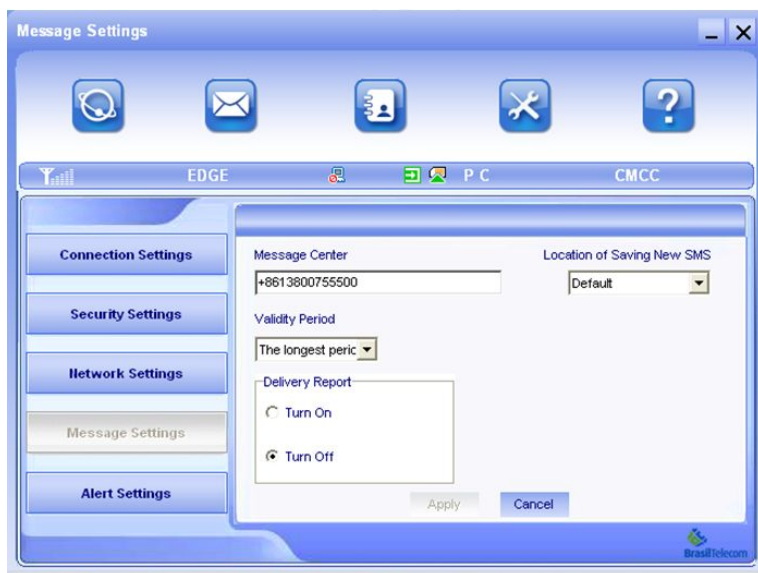 Message Settings
EDGE P C CMCC
Connection Settings
Security Settings
Network Settings
Message Settings
Alert Settings
Message Center
+8613800755500
Location of Saving New SMS
Default
Validity Period
The longest peric
Delivery Report
Turn On
Turn Off
Apply Cancel
BrasilTelecom